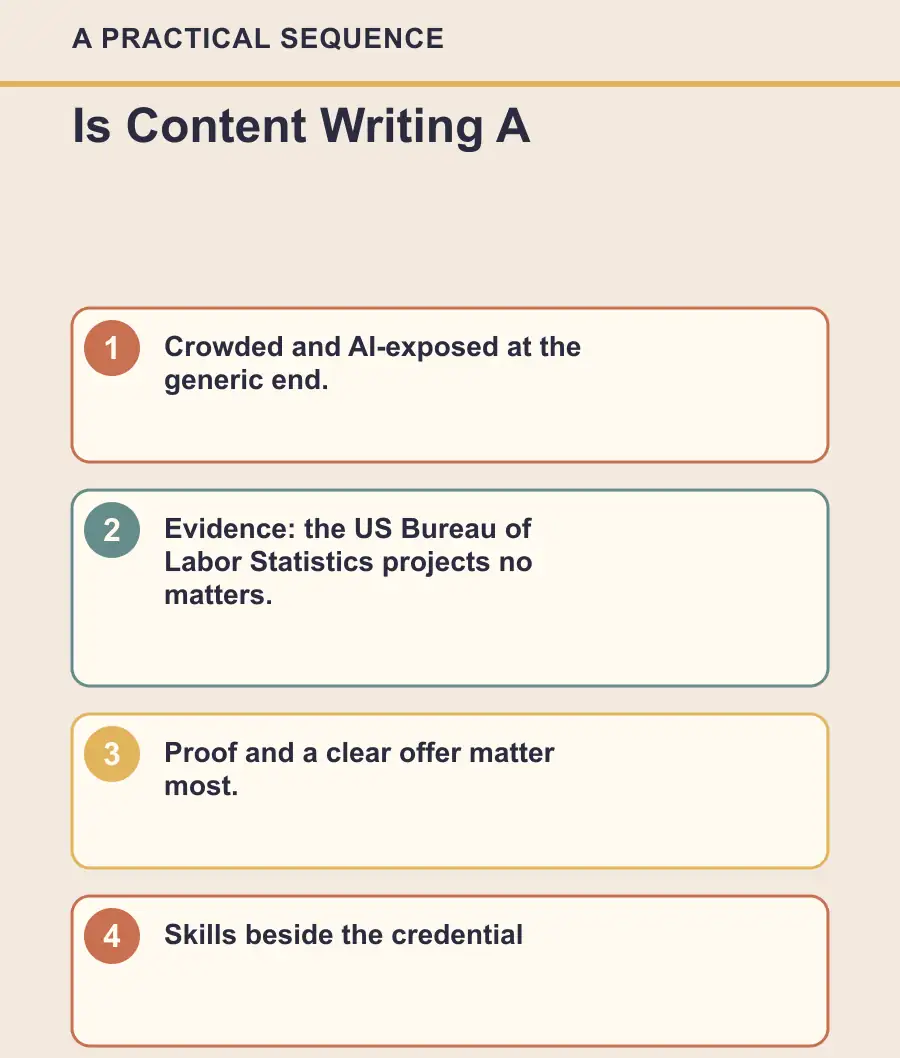 A PRACTICAL SEQUENCE
Is Content Writing A
1
Crowded and AI-exposed at the
generic end.
2
Evidence: the US Bureau of
Labor Statistics projects no
matters.
3
Proof and a clear offer matter
most.
4
Skills beside the credential